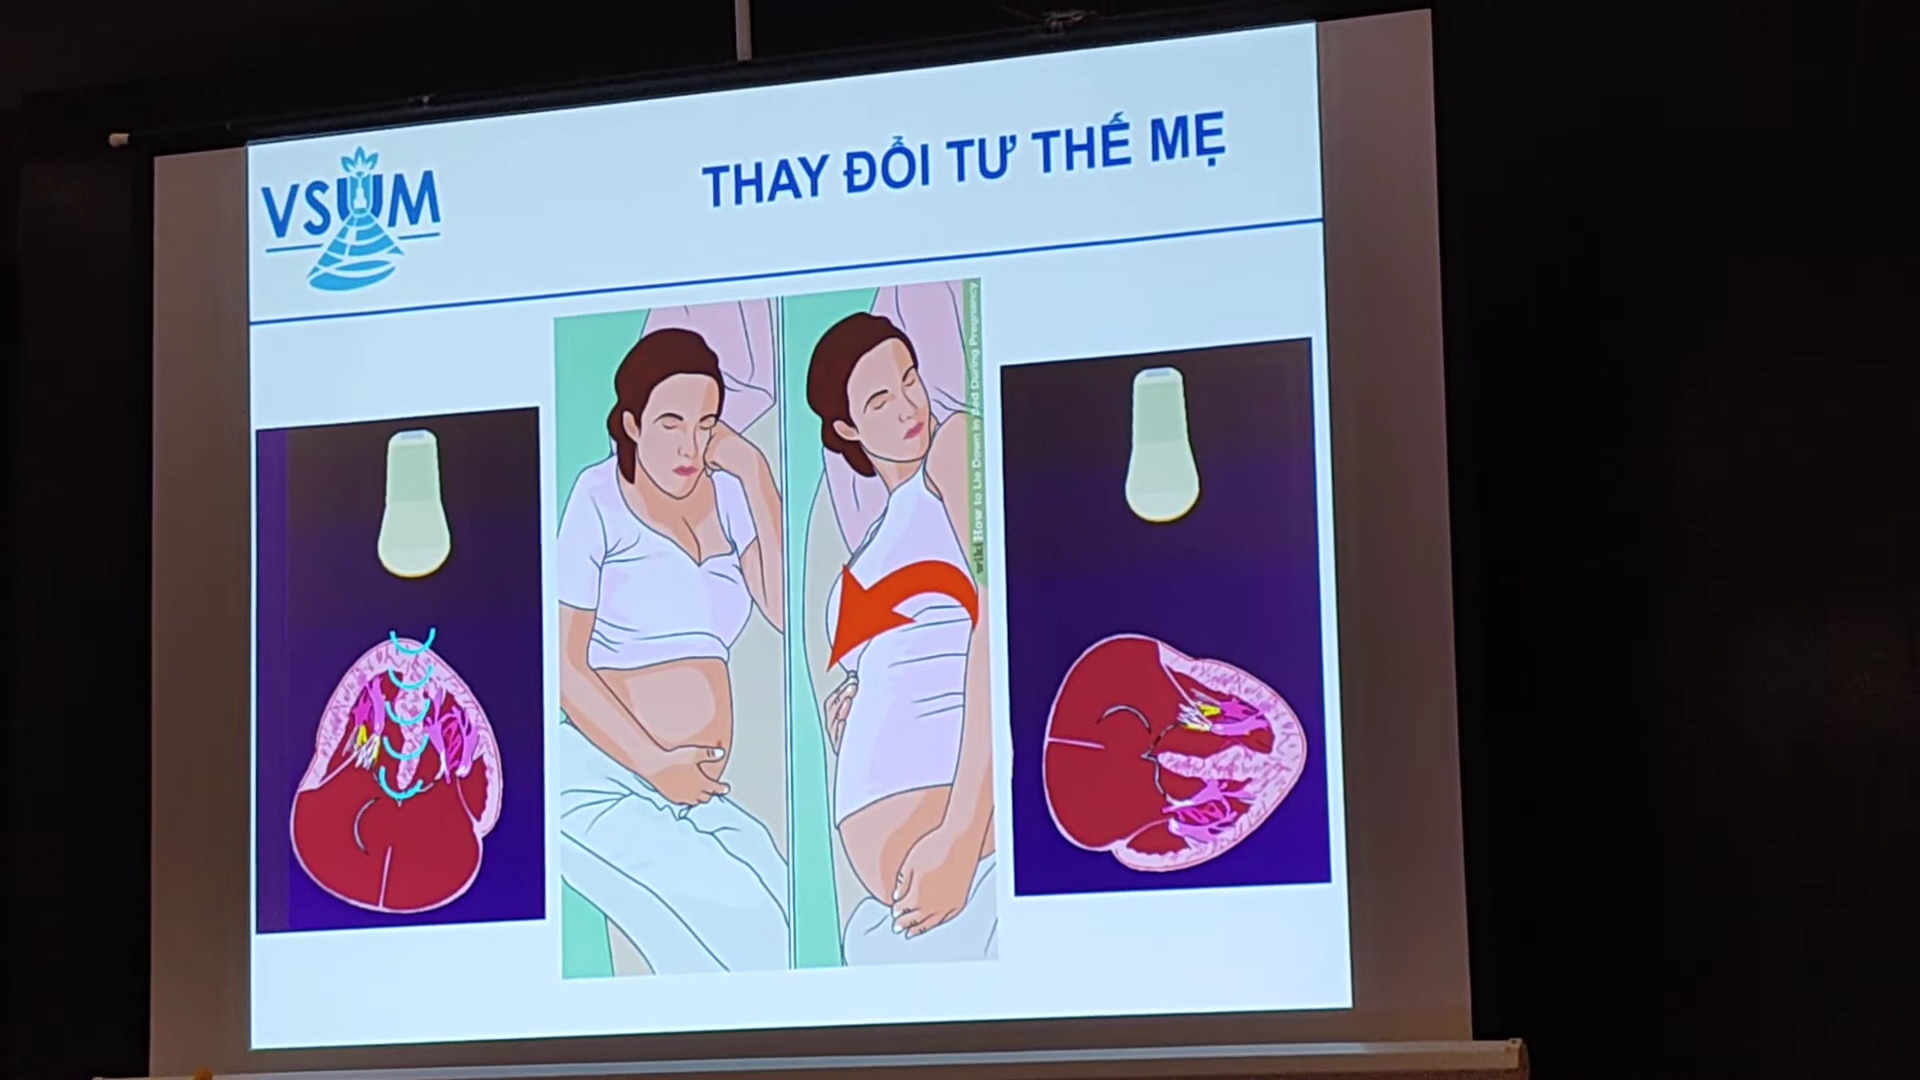 VSUM
THAY ĐỔI TƯ THẾ MẸ
wikiHow to Lie Down in Bed During Pregnancy